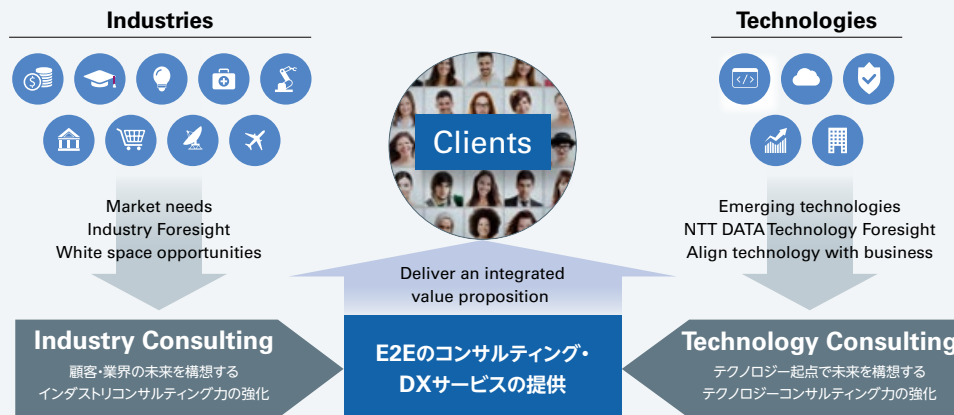 Industries
Technologies
Clients
Market needs
Industry Foresight
White space opportunities
Emerging technologies
NTT DATA Technology Foresight
Align technology with business
Deliver an integrated
value proposition
Industry Consulting
顧客・業界の未来を構想する
インダストリコンサルティング力の強化
E2Eのコンサルティング・
DXサービスの提供
Technology Consulting
テクノロジー起点で未来を構想する
テクノロジーコンサルティング力の強化